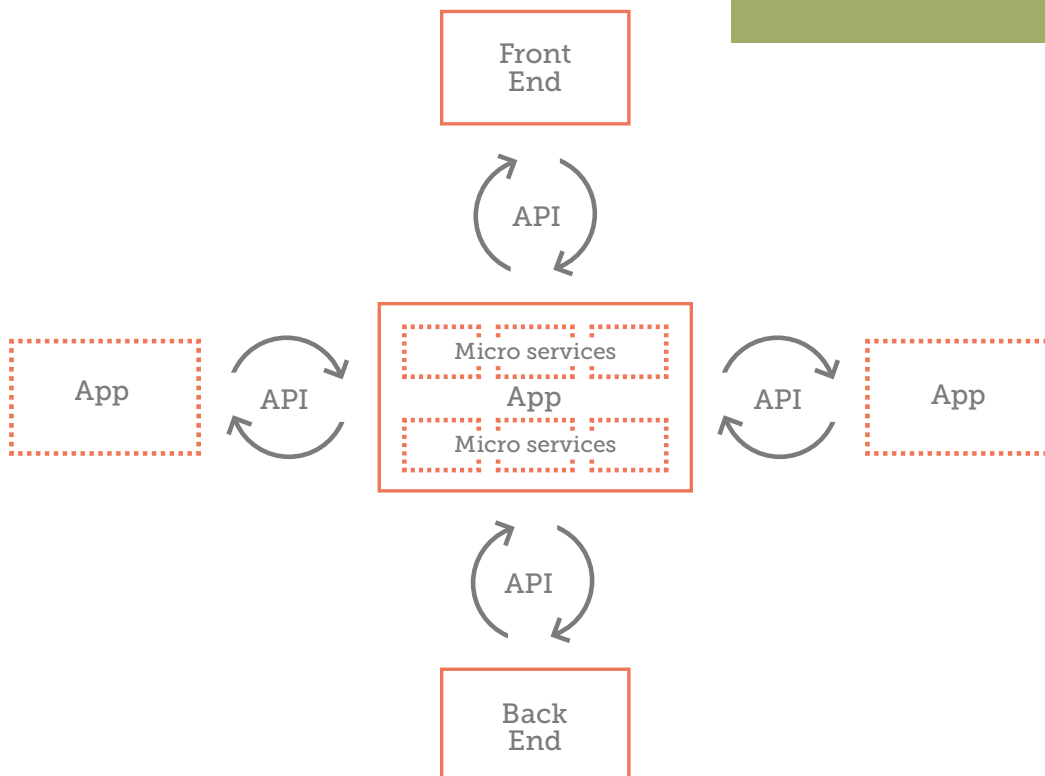 Front
End
API
Micro services
App
API
App
API
App
Micro services
API
Back
End